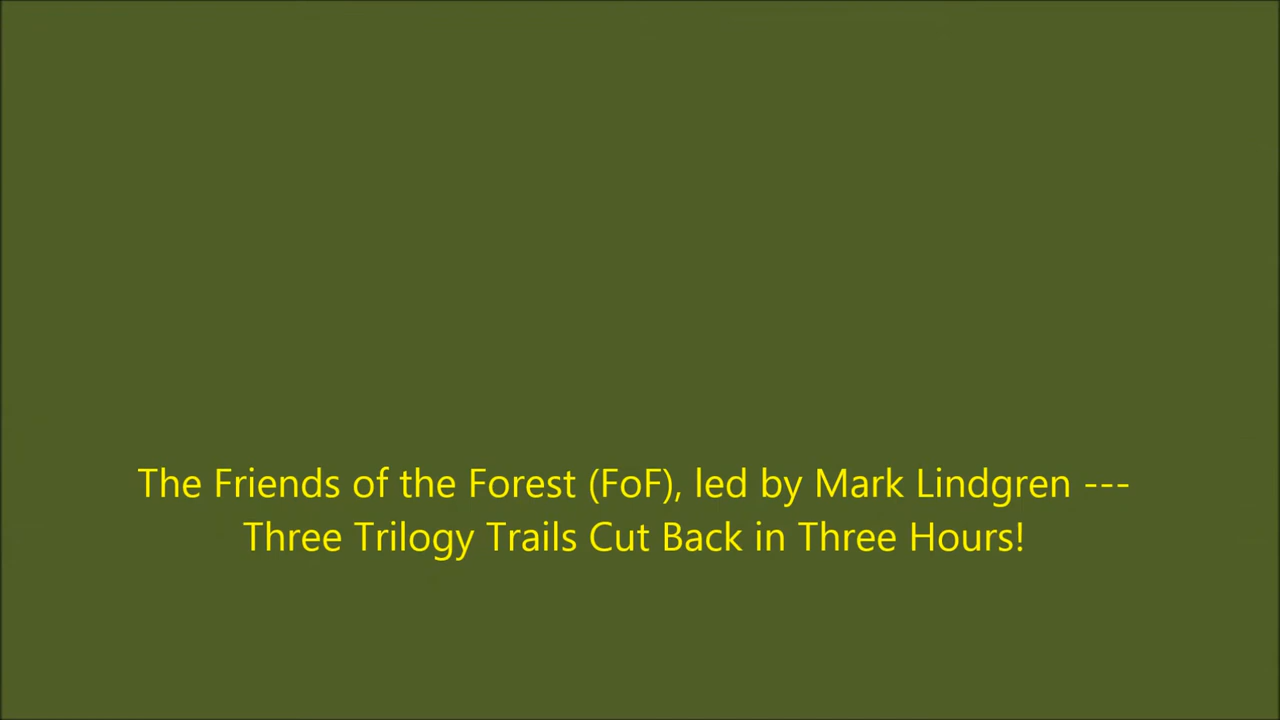 The Friends of the Forest (FoF), led by Mark Lindgren ---
Three Trilogy Trails Cut Back in Three Hours!